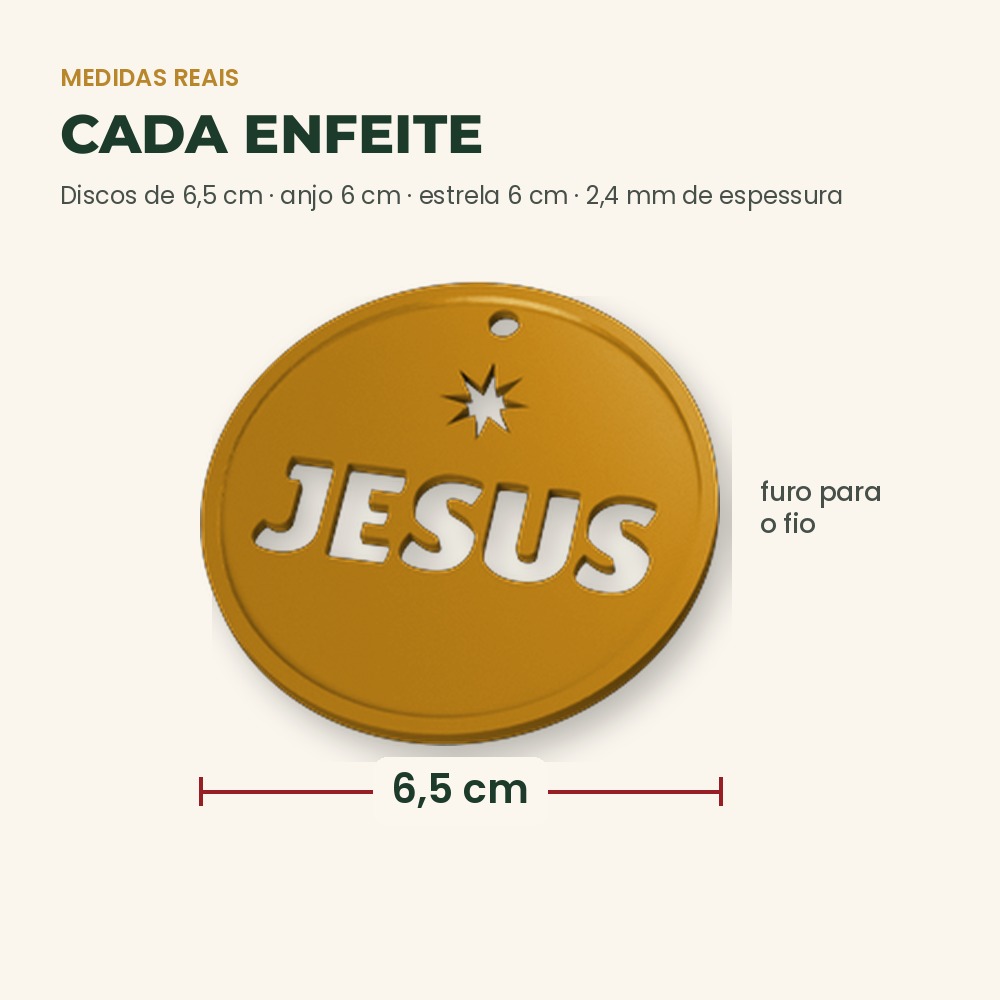 MEDIDAS REAIS
CADA ENFEITE
Discos de 6,5 cm · anjo 6 cm · estrela 6 cm · 2,4 mm de espessura
JESUS
furo para
o fio
6,5 cm